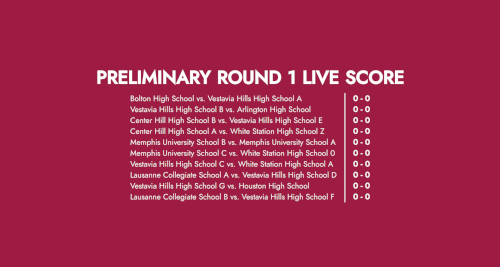 PRELIMINARY ROUND 1 LIVE SCORE
Bolton High School vs. Vestavia Hills High School A 0 - 0
Vestavia Hills High School B vs. Arlington High School 0 - 0
Center Hill High School B vs. Vestavia Hills High School E 0 - 0
Center Hill High School A vs. White Station High School Z 0 - 0
Memphis University School B vs. Memphis University School A 0 - 0
Memphis University School C vs. White Station High School 0 0 - 0
Vestavia Hills High School C vs. White Station High School A 0 - 0
Lausanne Collegiate School A vs. Vestavia Hills High School D 0 - 0
Vestavia Hills High School G vs. Houston High School 0 - 0
Lausanne Collegiate School B vs. Vestavia Hills High School F 0 - 0